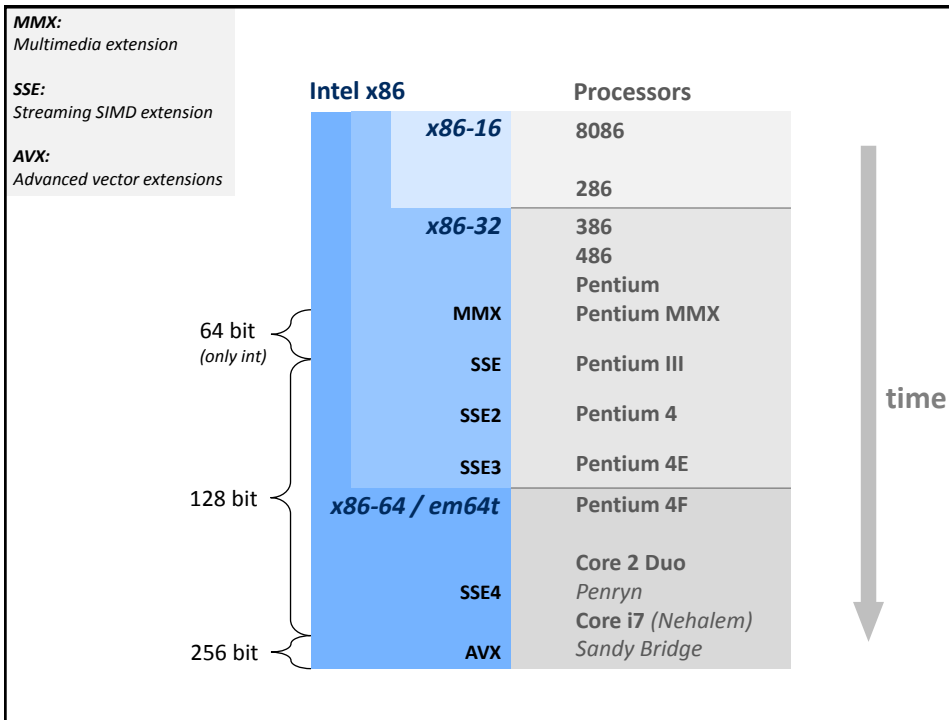 MMX:
Multimedia extension
SSE:
Streaming SIMD extension
AVX:
Advanced vector extensions
Intel x86
Processors
x86-16
8086
286
x86-32
386
486
Pentium
MMX
Pentium MMX
64 bit
(only int)
SSE
Pentium III
time
SSE2
Pentium 4
SSE3
Pentium 4E
128 bit
x86-64 / em64t
Pentium 4F
Core 2 Duo
SSE4
Penryn
Core i7 (Nehalem)
256 bit
AVX
Sandy Bridge